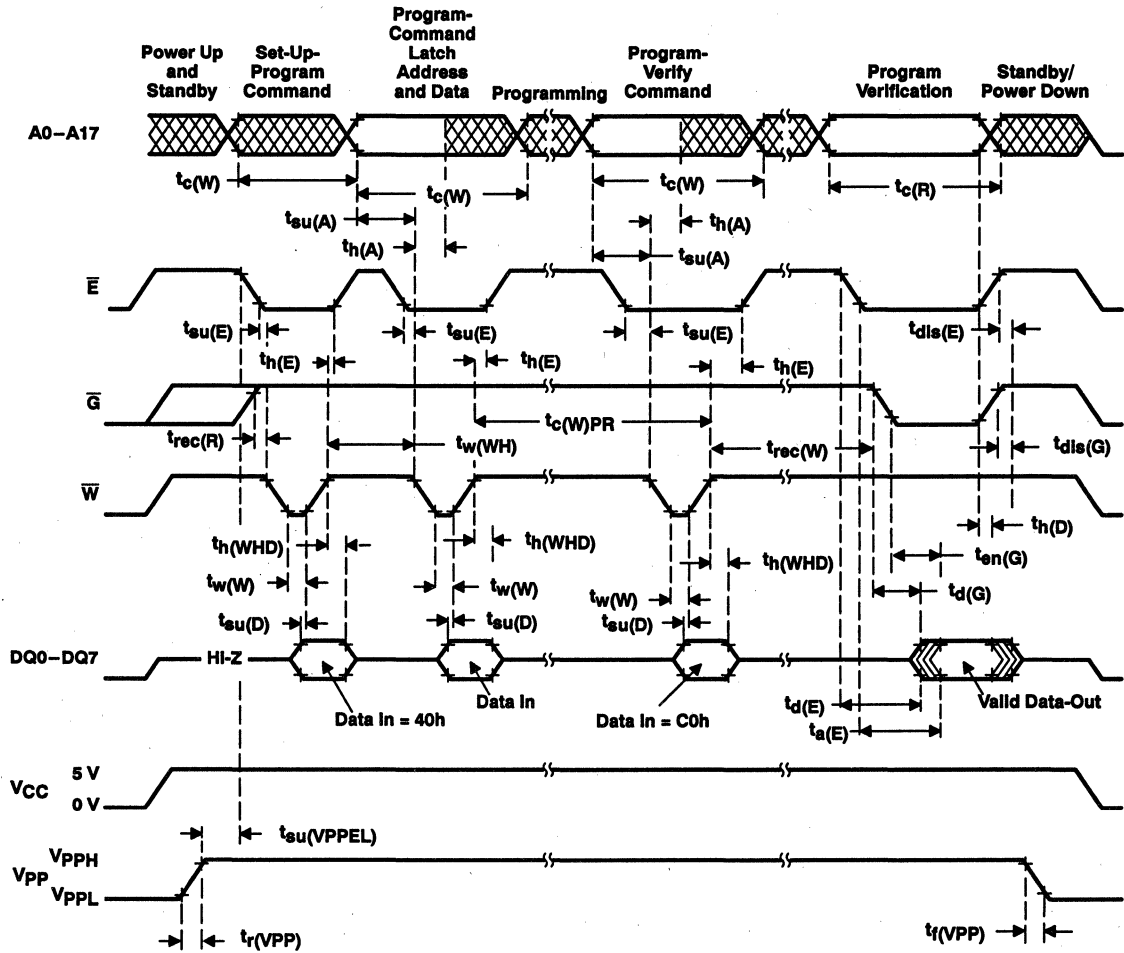 Power Up
and
Standby
Set-Up-
Program
Command
Program-
Command
Latch
Address
and Data
Programming
Program-
Verify
Command
Program
Verification
Standby/
Power Down
A0–A17
tc(W)
tc(W)
tc(W)
tc(R)
tsu(A)
th(A)
th(A)
tsu(A)
E
tsu(E)
tsu(E)
tsu(E)
tdis(E)
th(E)
th(E)
th(E)
G
trec(R)
tc(W)PR
tw(WH)
trec(W)
tdis(G)
W
th(D)
th(WHD)
th(WHD)
th(WHD)
ten(G)
tw(W)
tw(W)
tw(W)
td(G)
tsu(D)
tsu(D)
tsu(D)
DQ0–DQ7
HI-Z
Data In = 40h
Data In
Data In = C0h
Valid Data-Out
td(E)
ta(E)
VCC
5 V
0 V
tsu(VPPEL)
VPP
VPPH
VPPL
tr(VPP)
tf(VPP)